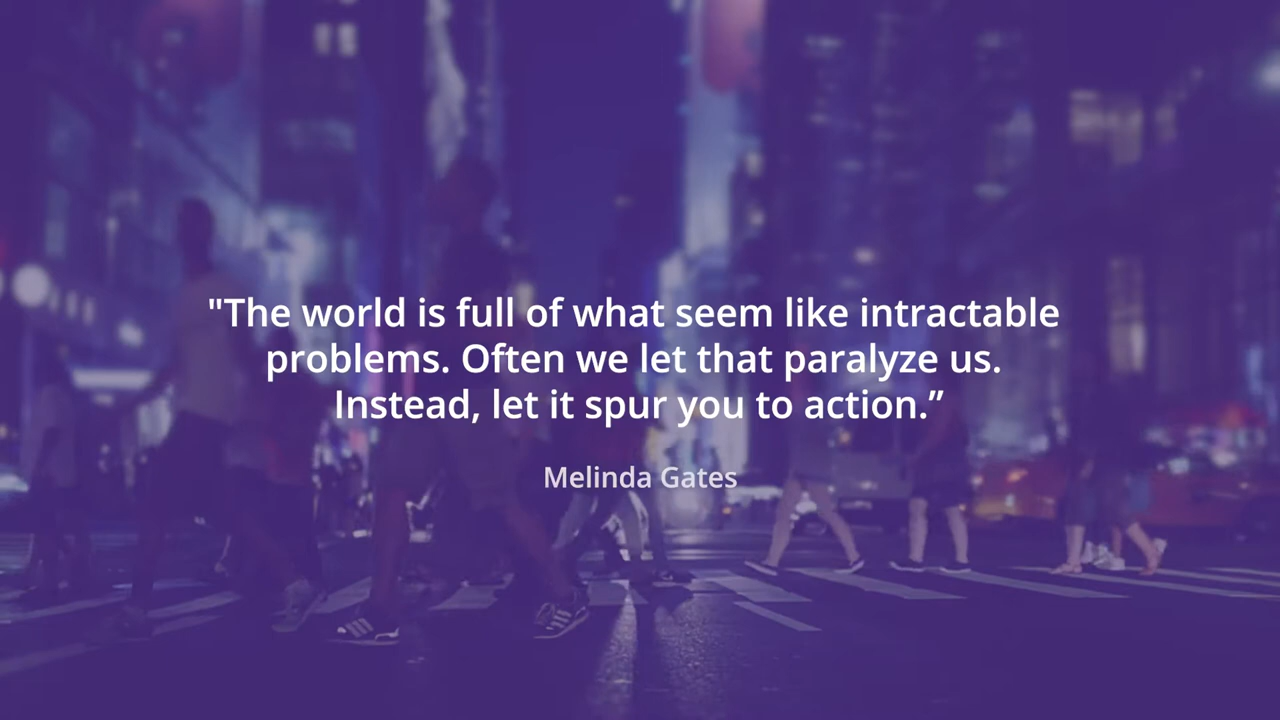 "The world is full of what seem like intractable
problems. Often we let that paralyze us.
Instead, let it spur you to action.”
Melinda Gates